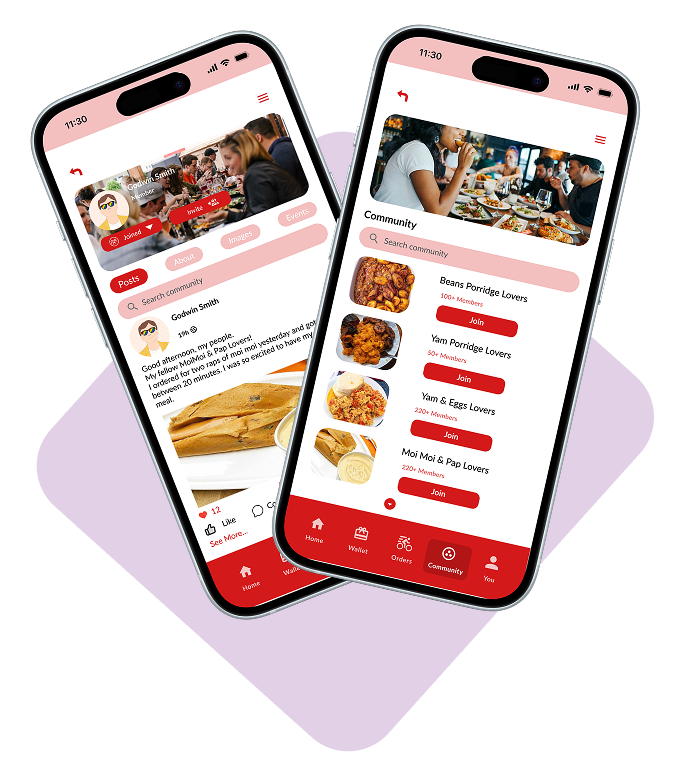 11:30
Godwin Smith
Member
Joined
Invite
Posts
About
Images
Events
Search community
Godwin Smith
19h
Good afternoon, my people.
My fellow MoiMoi & Pap Lovers!
I ordered for two raps of moi moi yesterday and got
between 20 minutes. I was so excited to have my
meal.
12
Like
Co
See More...
Home
Walle
11:30
Community
Search community
Beans Porridge Lovers
100+ Members
Join
Yam Porridge Lovers
50+ Members
Join
Yam & Eggs Lovers
220+ Members
Join
Moi Moi & Pap Lovers
220+ Members
Join
Home
Wallet
Orders
Community
You